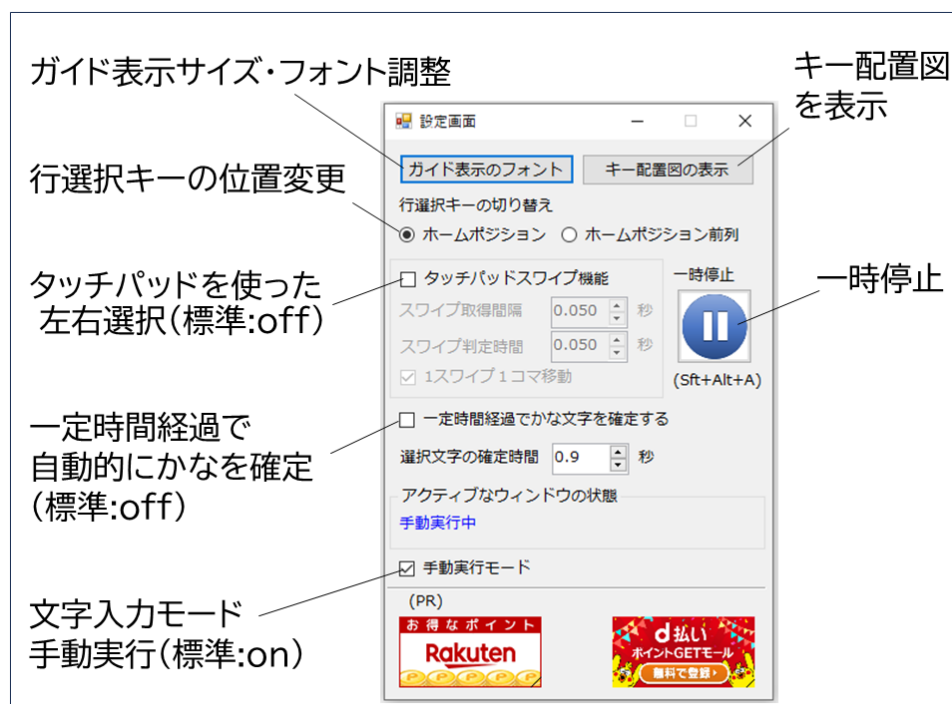 ガイド表示サイズ・フォント調整
キー配置図
を表示
設定画面
ガイド表示のフォント
キー配置図の表示
行選択キーの位置変更
行選択キーの切り替え
ホームポジション
ホームポジション前列
タッチパッドを使った
左右選択(標準:off)
タッチパッドスワイプ機能
スワイプ取得間隔 0.050 秒
スワイプ判定時間 0.050 秒
1スワイプ1コマ移動
一時停止
(Sft+Alt+A)
一時停止
一定時間経過で
自動的にかなを確定
(標準:off)
一定時間経過でかな文字を確定する
選択文字の確定時間 0.9 秒
アクティブなウィンドウの状態
手動実行中
文字入力モード
手動実行(標準:on)
手動実行モード
(PR)
お得なポイント
Rakuten
P P P P P
d払い
ポイントGETモール
無料で登録